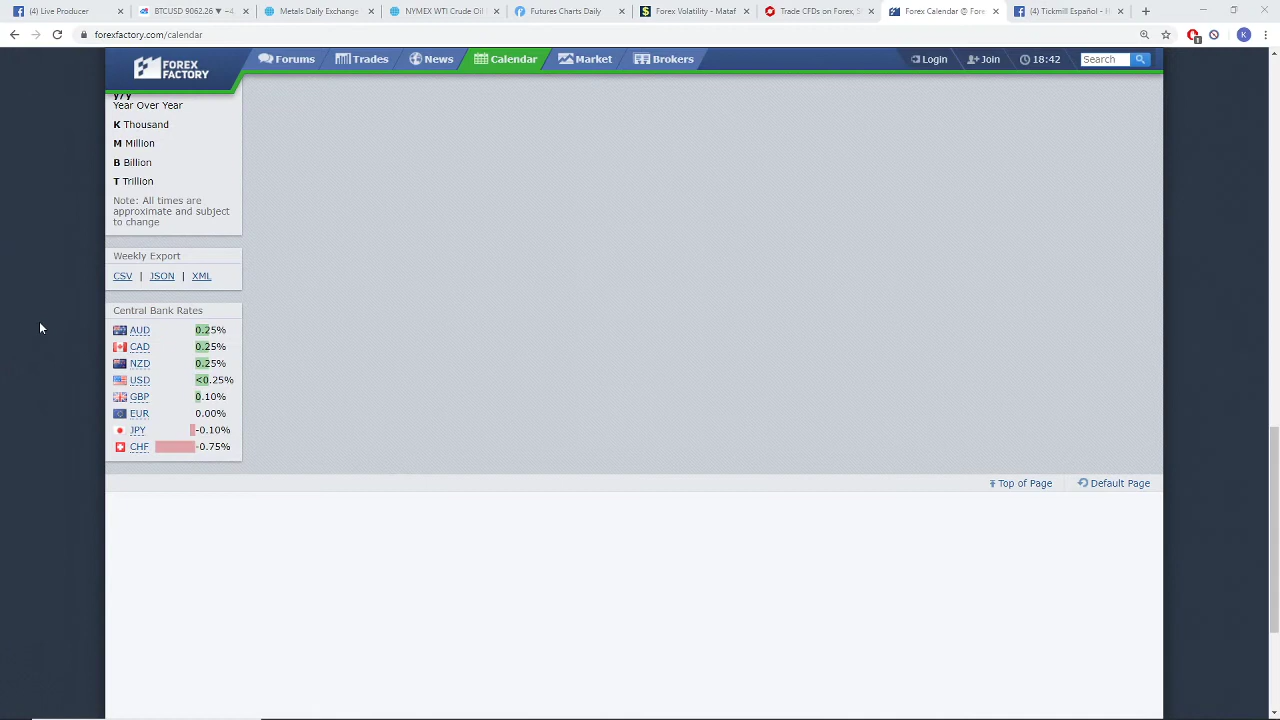 (4) Live Producer
BTCUSD 9062.26 ▼ −4
Metals Daily Exchange
NYMEX WTI Crude Oil
Futures Charts Daily
Forex Volatility - Mataf
Trade CFDs on Forex, S
Forex Calendar @ Fore
(4) Tickmill Español - H
forexfactory.com/calendar
1
K
FOREX
FACTORY
Forums
Trades
News
Calendar
Market
Brokers
Login
Join
18:42
Search
y/y
Year Over Year
K Thousand
M Million
B Billion
T Trillion
Note: All times are
approximate and subject
to change
Weekly Export
CSV | JSON | XML
Central Bank Rates
AUD 0.25%
CAD 0.25%
NZD 0.25%
USD <0.25%
GBP 0.10%
EUR 0.00%
JPY -0.10%
CHF -0.75%
Top of Page
Default Page